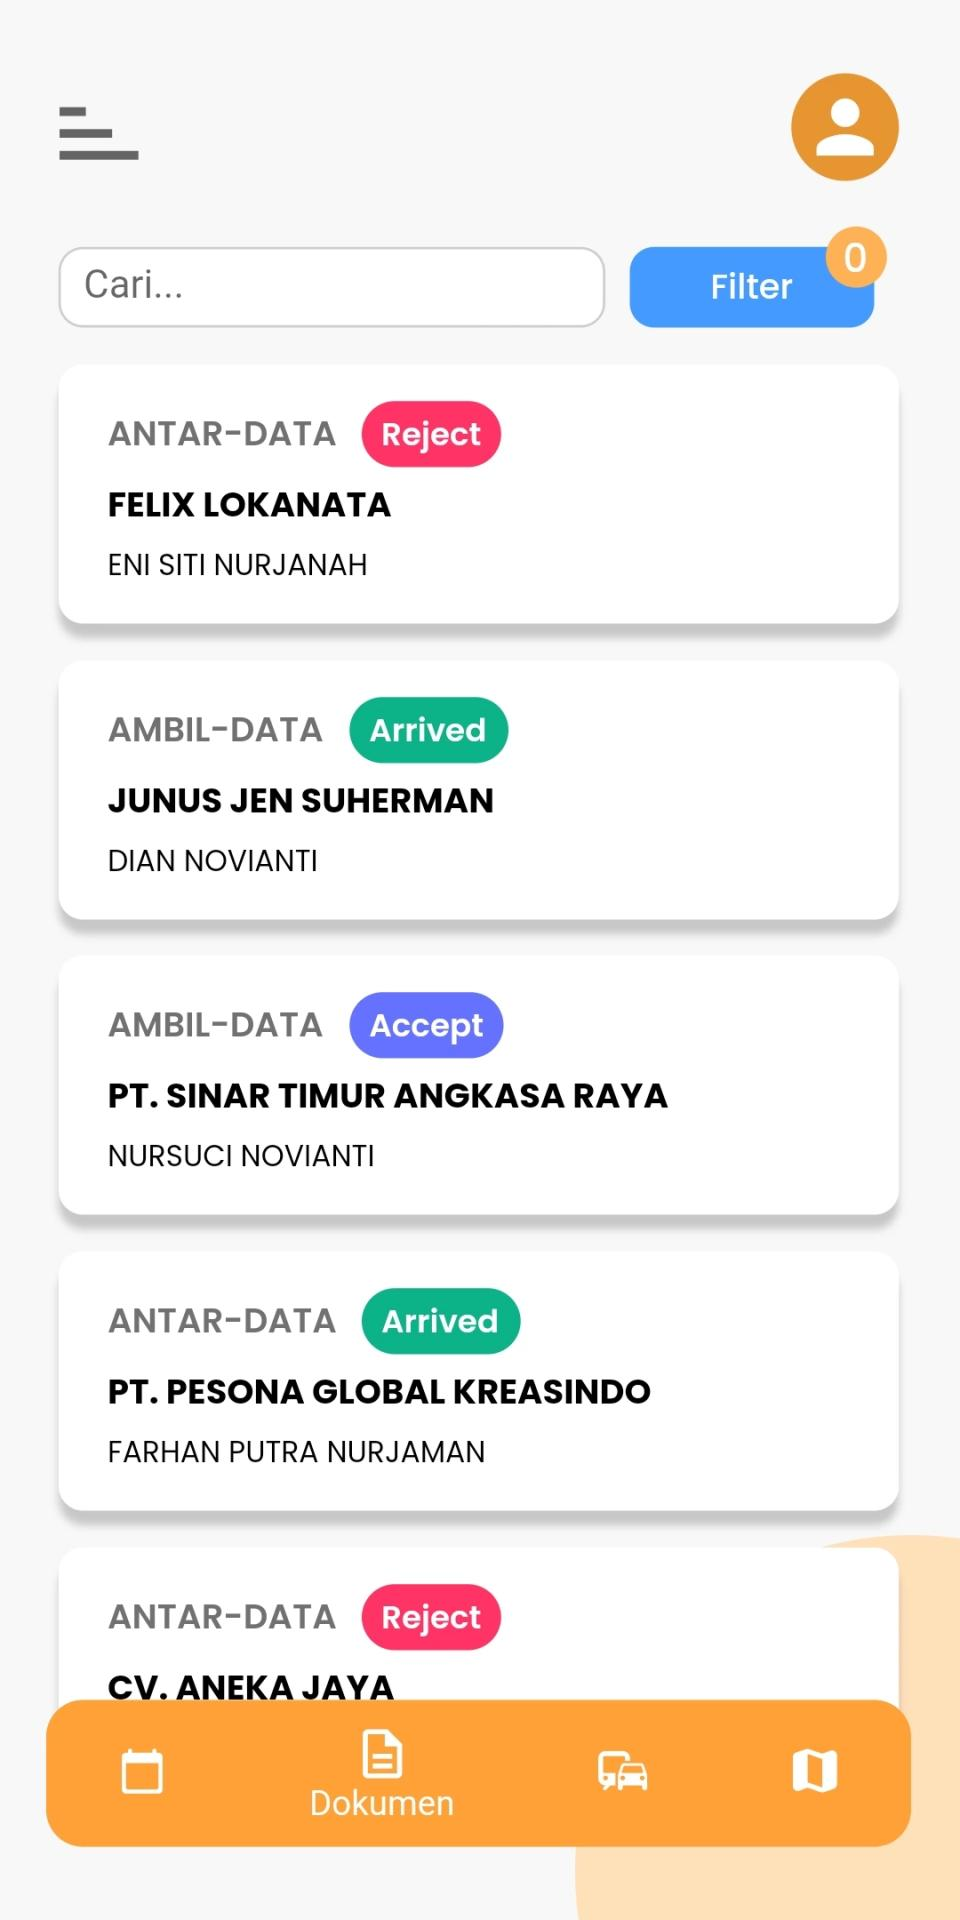 Cari...
Filter
0
ANTAR-DATA Reject
FELIX LOKANATA
ENI SITI NURJANAH
AMBIL-DATA Arrived
JUNUS JEN SUHERMAN
DIAN NOVIANTI
AMBIL-DATA Accept
PT. SINAR TIMUR ANGKASA RAYA
NURSUCI NOVIANTI
ANTAR-DATA Arrived
PT. PESONA GLOBAL KREASINDO
FARHAN PUTRA NURJAMAN
ANTAR-DATA Reject
CV. ANEKA JAYA
Dokumen